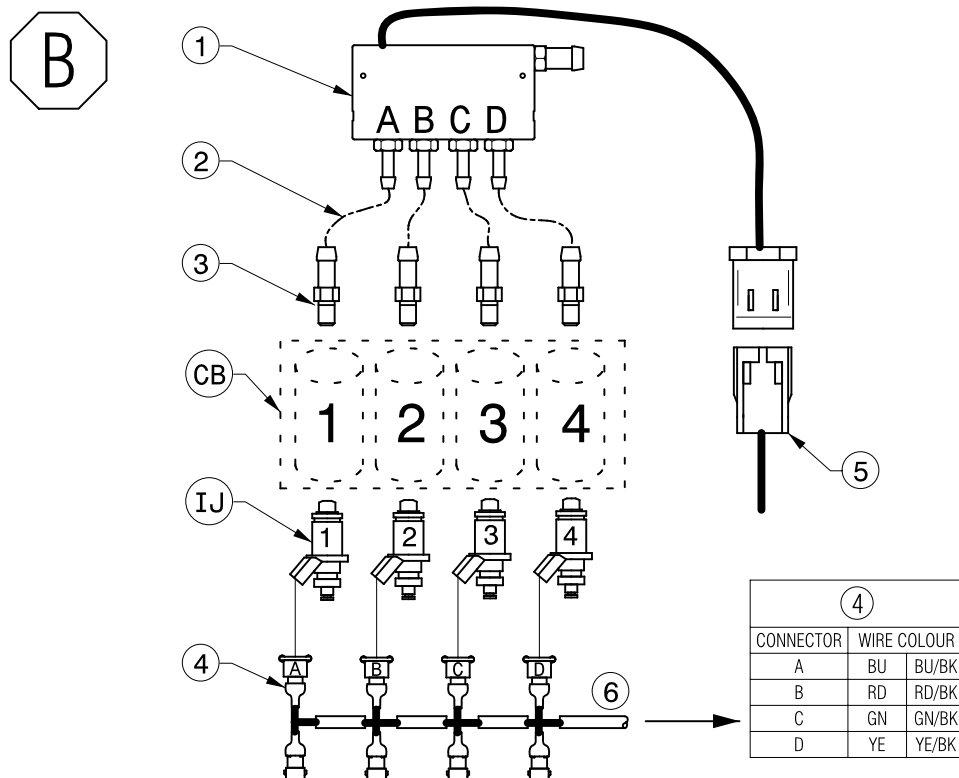 B
1
A B C D
2
3
CB
1 2 3 4
5
IJ
1 2 3 4
4
A B C D
6
4
CONNECTOR WIRE COLOUR
A BU BU/BK
B RD RD/BK
C GN GN/BK
D YE YE/BK